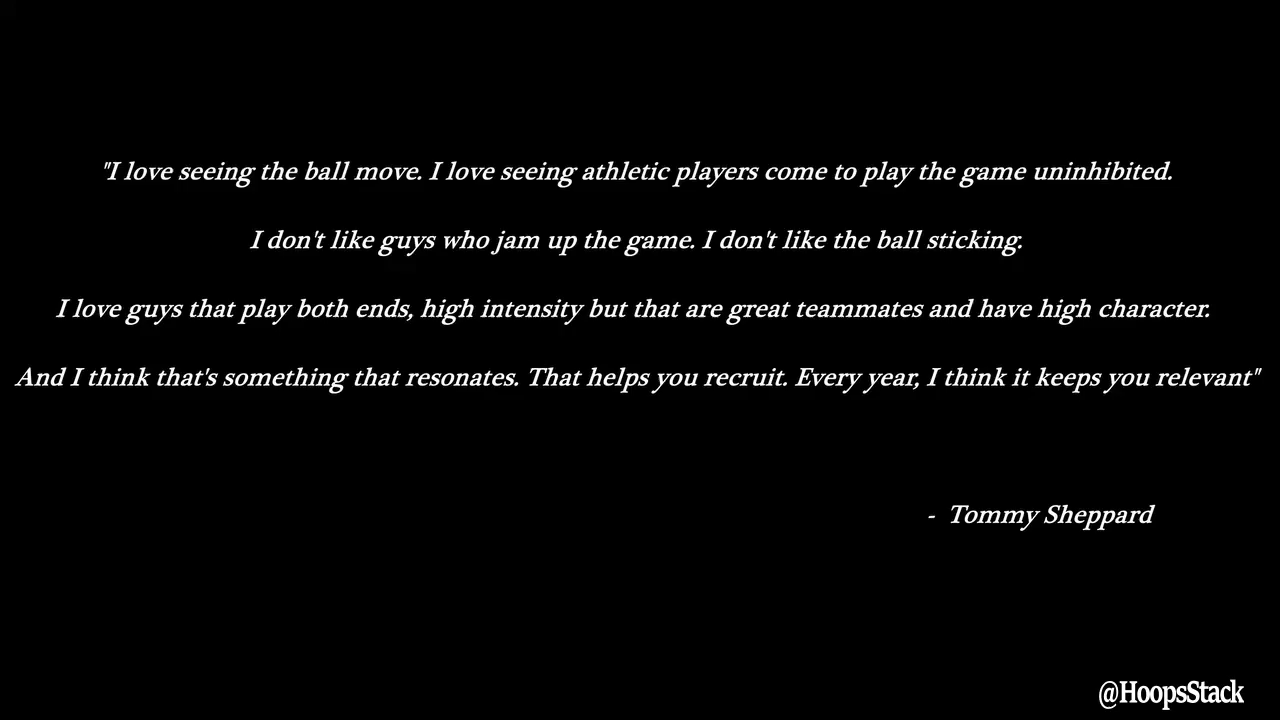 "I love seeing the ball move. I love seeing athletic players come to play the game uninhibited.
I don't like guys who jam up the game. I don't like the ball sticking.
I love guys that play both ends, high intensity but that are great teammates and have high character.
And I think that's something that resonates. That helps you recruit. Every year, I think it keeps you relevant"
- Tommy Sheppard
@HoopsStack